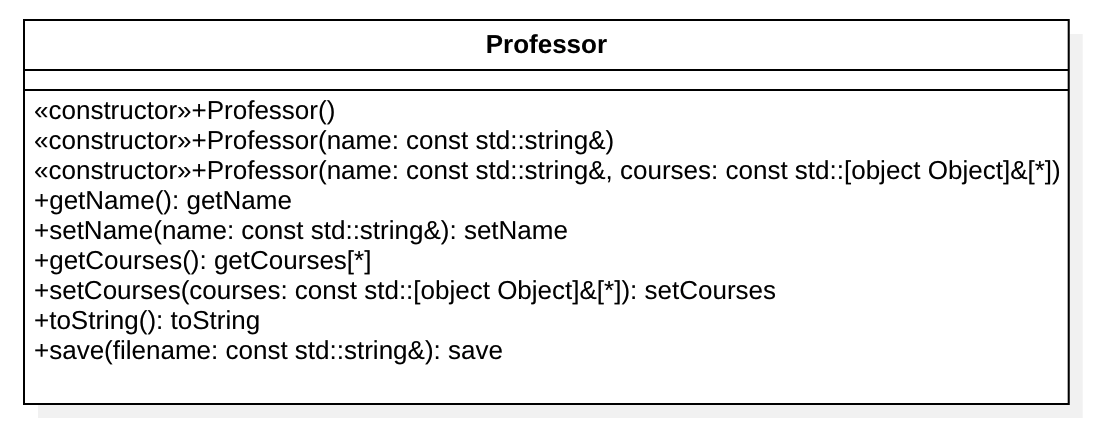 Professor
«constructor»+Professor()
«constructor»+Professor(name: const std::string&)
«constructor»+Professor(name: const std::string&, courses: const std::[object Object]&[*])
+getName(): getName
+setName(name: const std::string&): setName
+getCourses(): getCourses[*]
+setCourses(courses: const std::[object Object]&[*]): setCourses
+toString(): toString
+save(filename: const std::string&): save